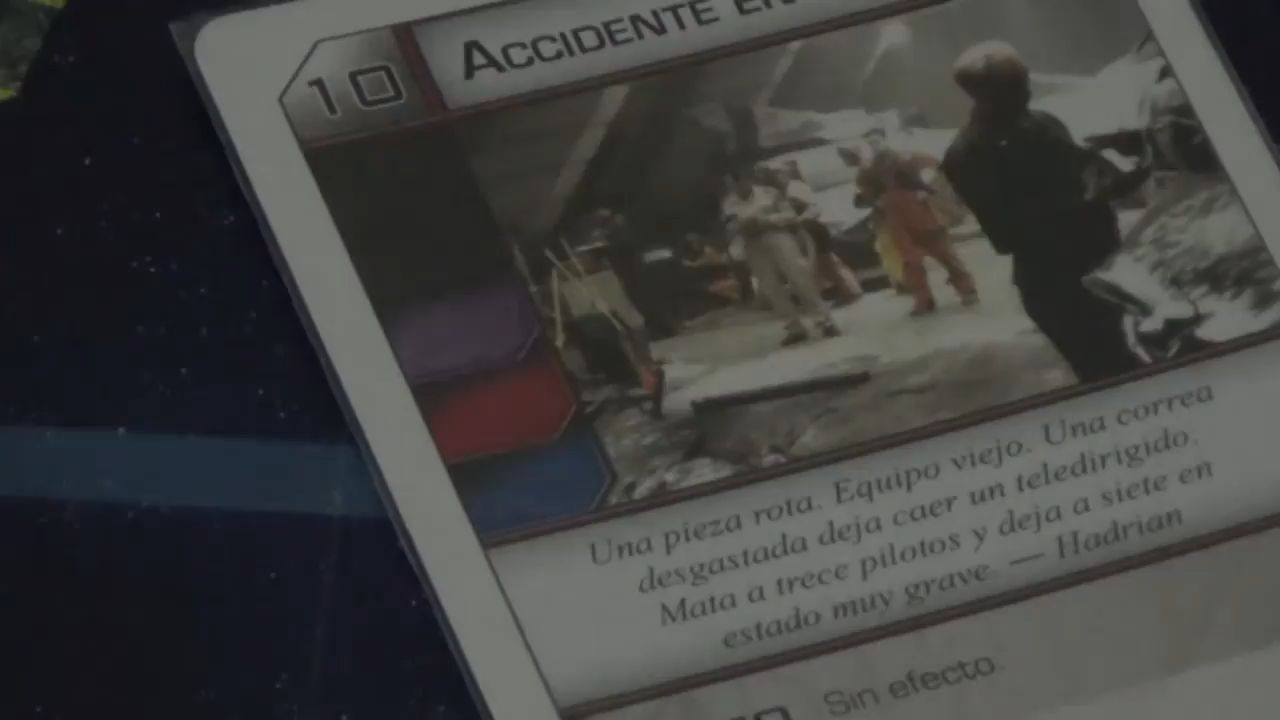 10
ACCIDENTE EN
Una pieza rota. Equipo viejo. Una correa
desgastada deja caer un teledirigido.
Mata a trece pilotos y deja a siete en
estado muy grave. — Hadrian
Sin efecto.